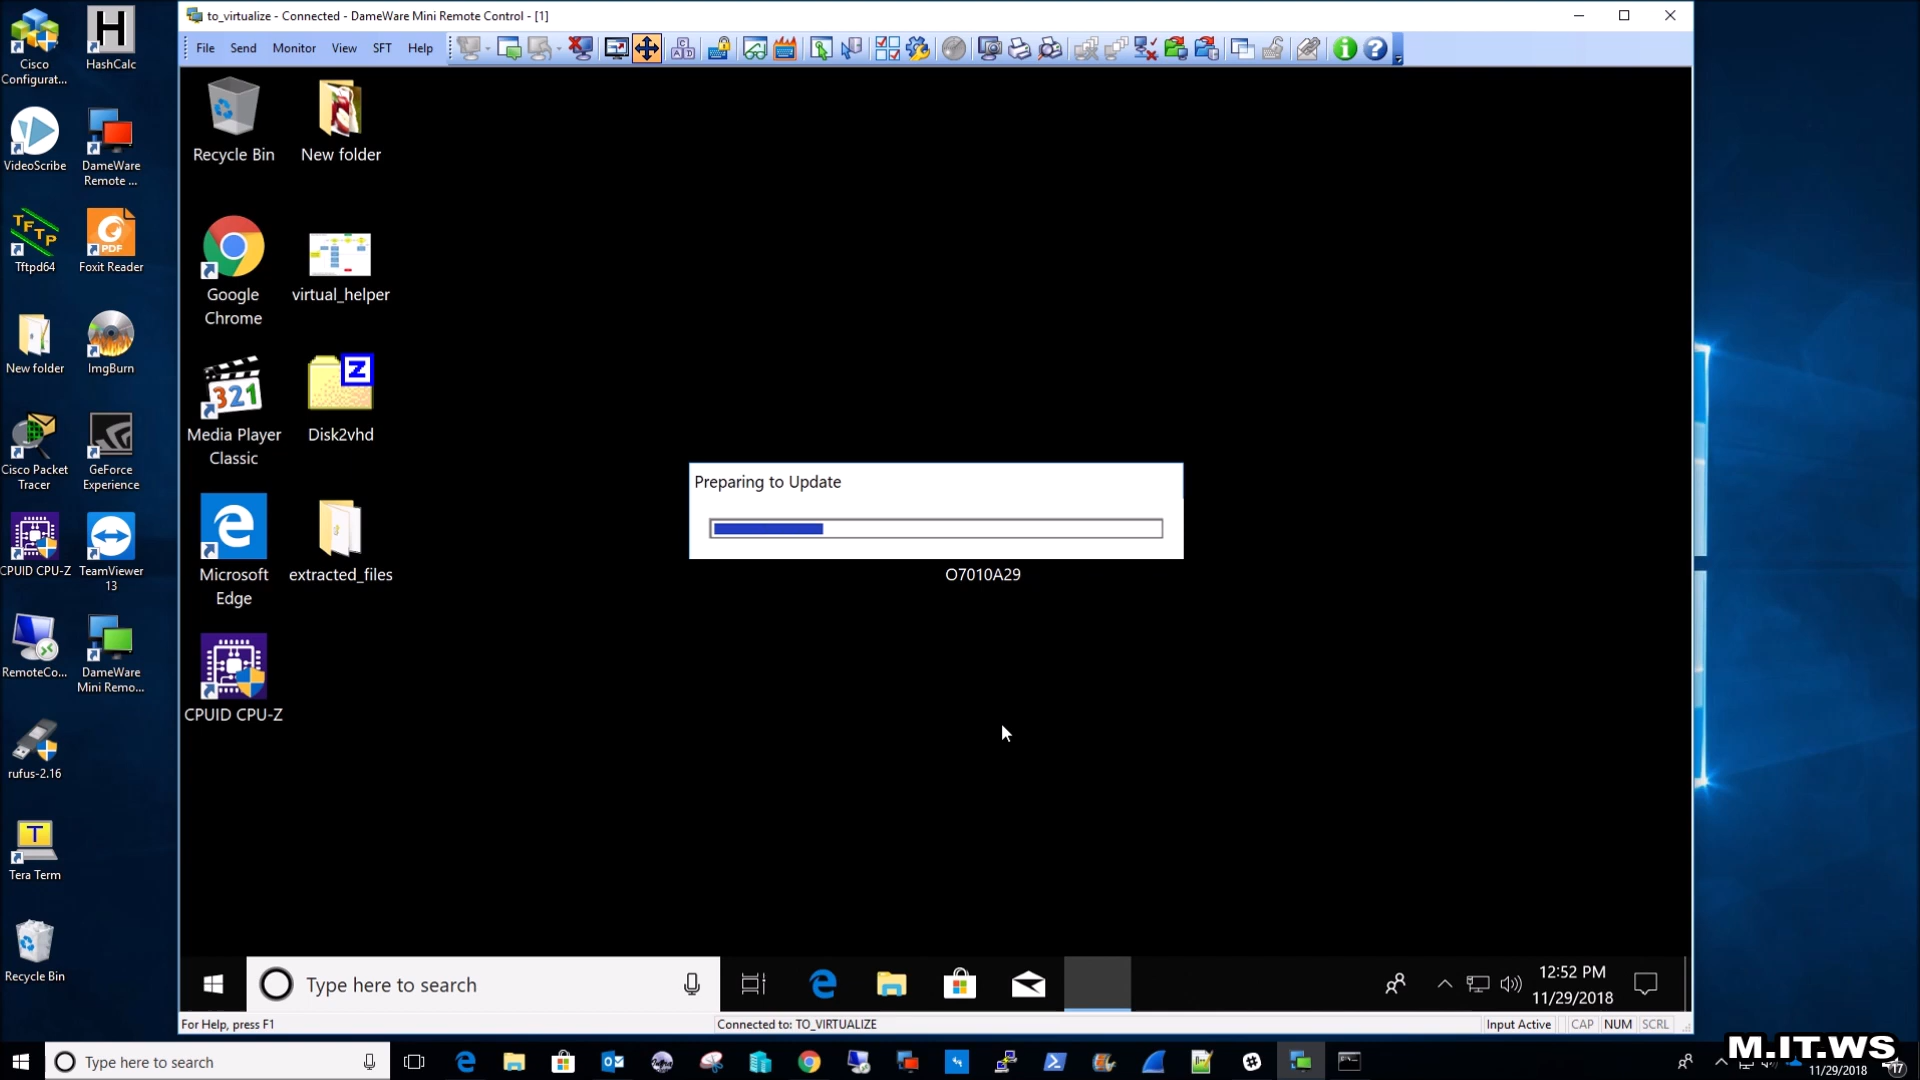 to_virtualize - Connected - DameWare Mini Remote Control - [1]
File Send Monitor View SFT Help
Cisco
Configurat...
HashCalc
VideoScribe
DameWare
Remote ...
TFTP
Tftpd64
PDF
Foxit Reader
New folder
ImgBurn
Cisco Packet
Tracer
GeForce
Experience
CPUID CPU-Z
TeamViewer
13
RemoteCo...
DameWare
Mini Remo...
rufus-2.16
T
Tera Term
Recycle Bin
Recycle Bin
New folder
Google
Chrome
virtual_helper
321
Media Player
Classic
Z
Disk2vhd
Microsoft
Edge
extracted_files
CPUID CPU-Z
Preparing to Update
O7010A29
Type here to search
12:52 PM
11/29/2018
For Help, press F1
Connected to: TO_VIRTUALIZE
Input Active CAP NUM SCRL
Type here to search
M.IT.WS
11/29/2018
17